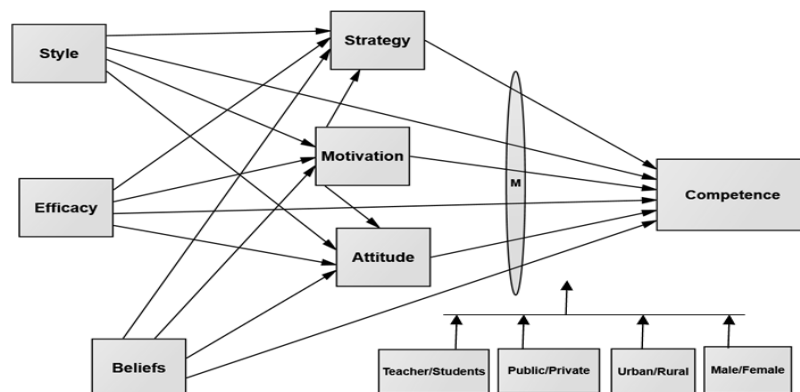 Style
Strategy
Motivation
M
Efficacy
Competence
Attitude
Beliefs
Teacher/Students
Public/Private
Urban/Rural
Male/Female